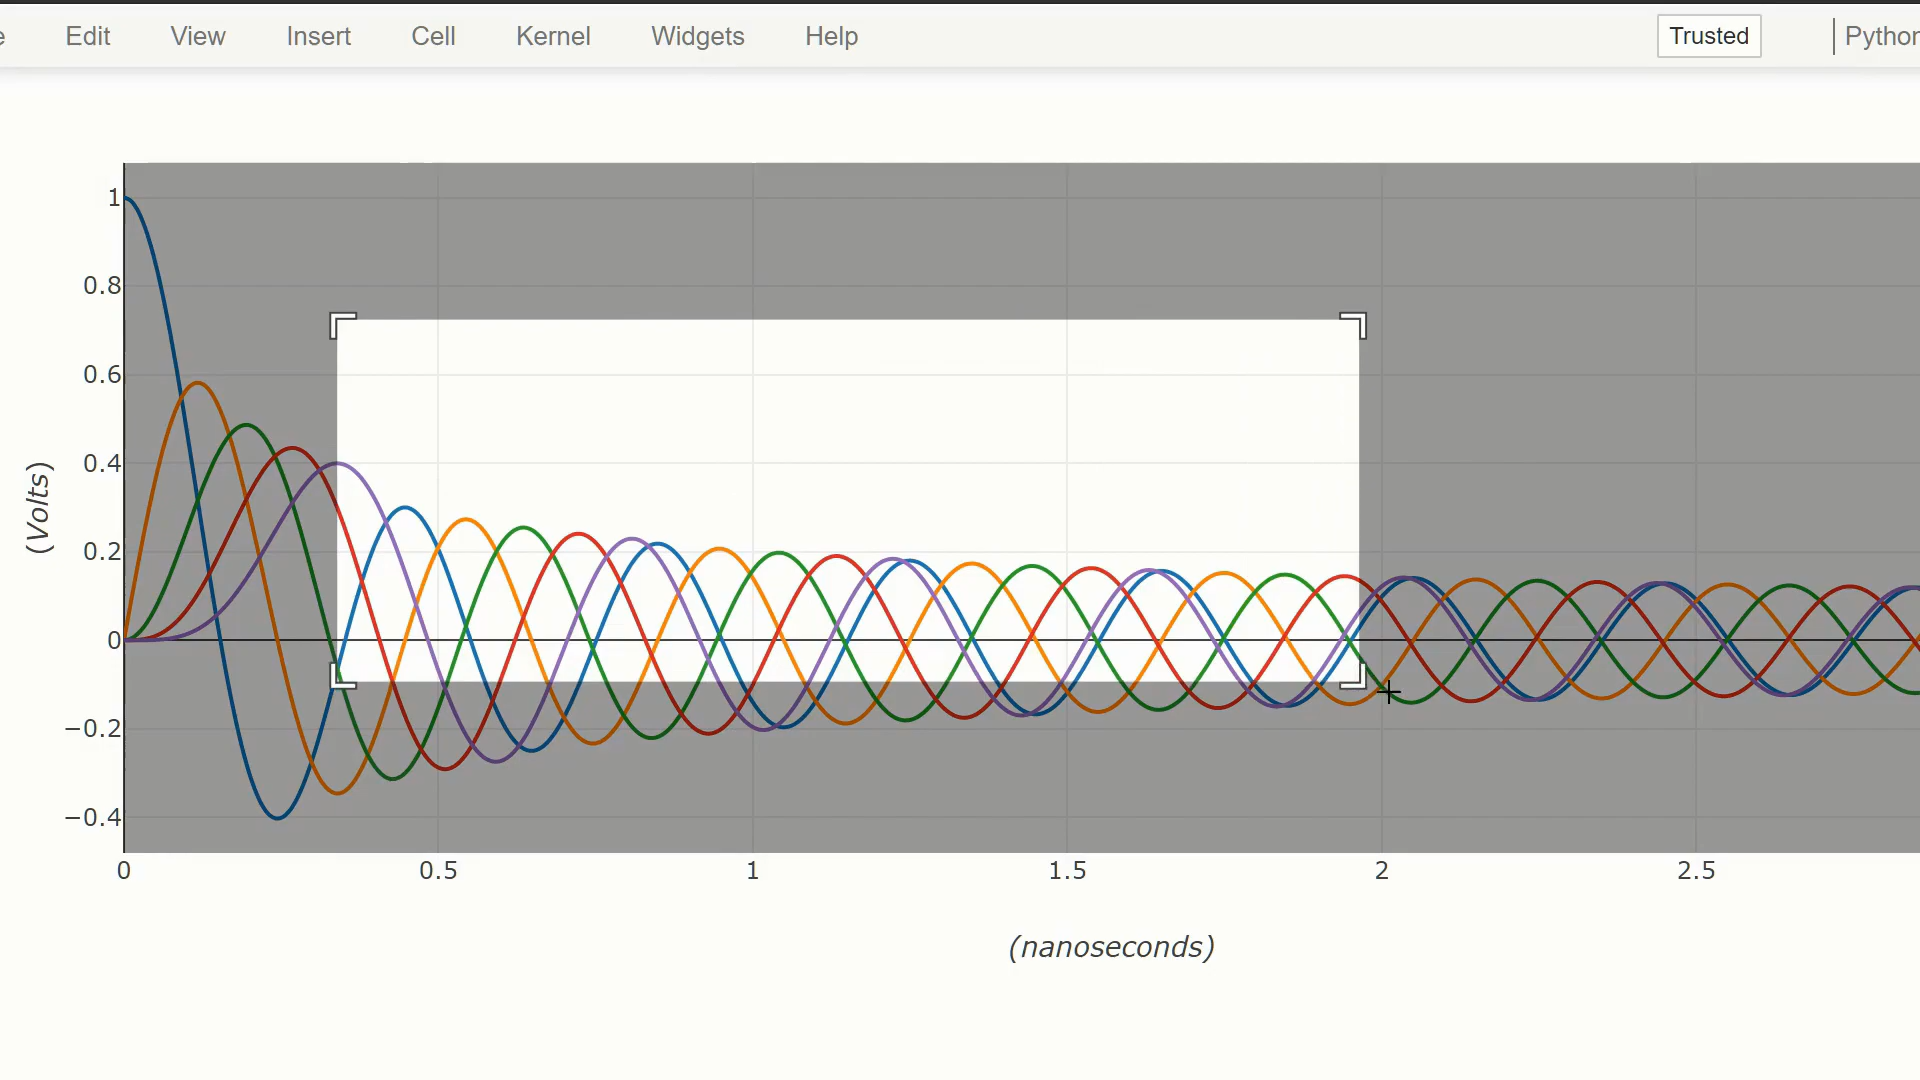 Edit View Insert Cell Kernel Widgets Help Trusted
1
0.8
0.6
0.4
0.2
0
−0.2
−0.4
(Volts)
0 0.5 1 1.5 2 2.5
(nanoseconds)